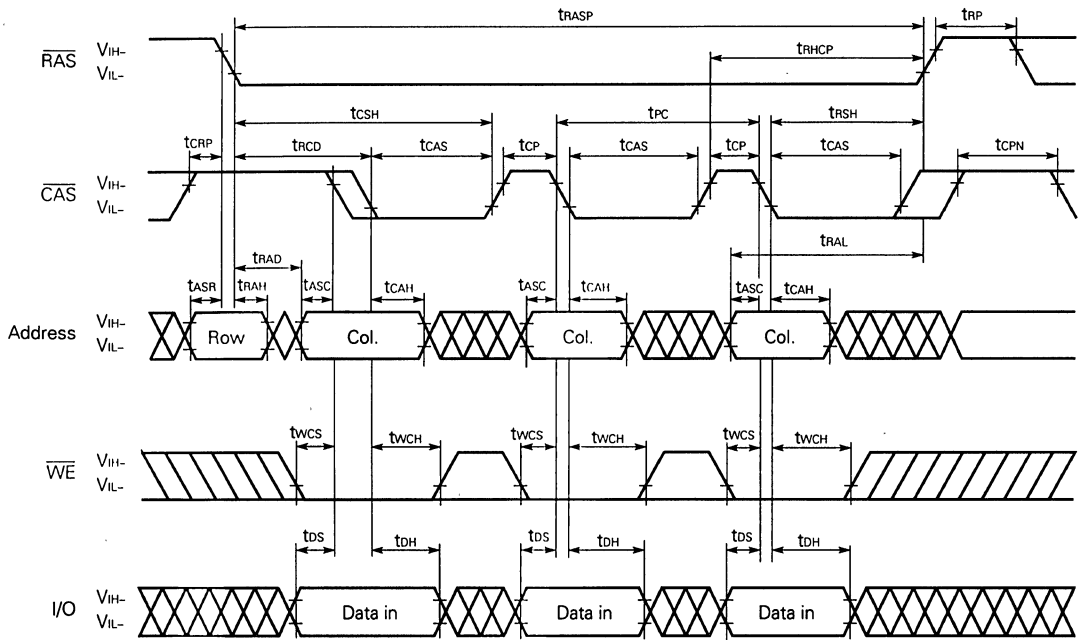 tRASP
tRP
RAS
VIH–
VIL–
tRHCP
tCSH
tPC
tRSH
tCRP
tRCD
tCAS
tCP
tCAS
tCP
tCAS
tCPN
CAS
VIH–
VIL–
tRAL
tRAD
tASR
tRAH
tASC
tCAH
tASC
tCAH
tASC
tCAH
Address
VIH–
VIL–
Row
Col.
Col.
Col.
tWCS
tWCH
tWCS
tWCH
tWCS
tWCH
WE
VIH–
VIL–
tDS
tDH
tDS
tDH
tDS
tDH
I/O
VIH–
VIL–
Data in
Data in
Data in